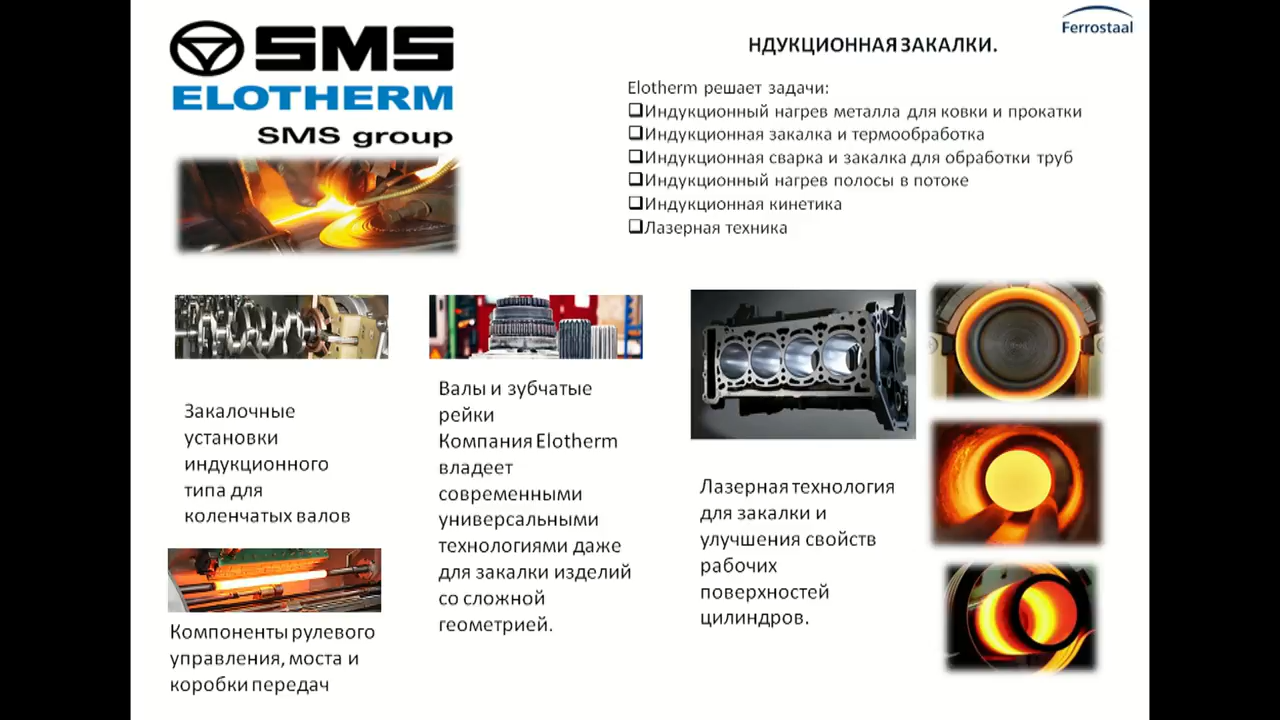 SMS
ELOTHERM
SMS group
Ferrostaal
НДУКЦИОННАЯ ЗАКАЛКИ.
Elotherm решает задачи:
Индукционный нагрев металла для ковки и прокатки
Индукционная закалка и термообработка
Индукционная сварка и закалка для обработки труб
Индукционный нагрев полосы в потоке
Индукционная кинетика
Лазерная техника
Закалочные
установки
индукционного
типа для
коленчатых валов
Компоненты рулевого
управления, моста и
коробки передач
Валы и зубчатые
рейки
Компания Elotherm
владеет
современными
универсальными
технологиями даже
для закалки изделий
со сложной
геометрией.
Лазерная технология
для закалки и
улучшения свойств
рабочих
поверхностей
цилиндров.